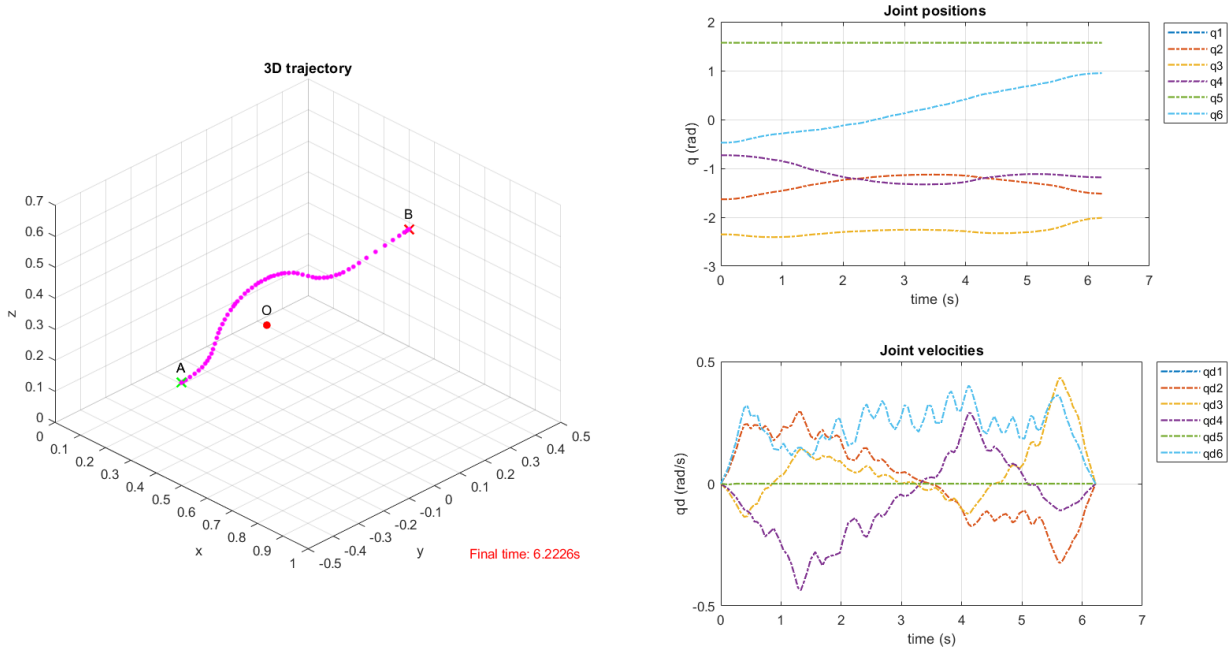 3D trajectory
0.7
0.6
0.5
0.4
0.3
0.2
0.1
0
z
0
0.1
0.2
0.3
0.4
0.5
0.6
0.7
0.8
0.9
1
x
-0.5
-0.4
-0.3
-0.2
-0.1
0
0.1
0.2
0.3
0.4
0.5
y
A
O
B
Final time: 6.2226s
Joint positions
2
1
0
-1
-2
-3
q (rad)
0 1 2 3 4 5 6 7
time (s)
q1
q2
q3
q4
q5
q6
Joint velocities
0.5
0
-0.5
qd (rad/s)
0 1 2 3 4 5 6 7
time (s)
qd1
qd2
qd3
qd4
qd5
qd6